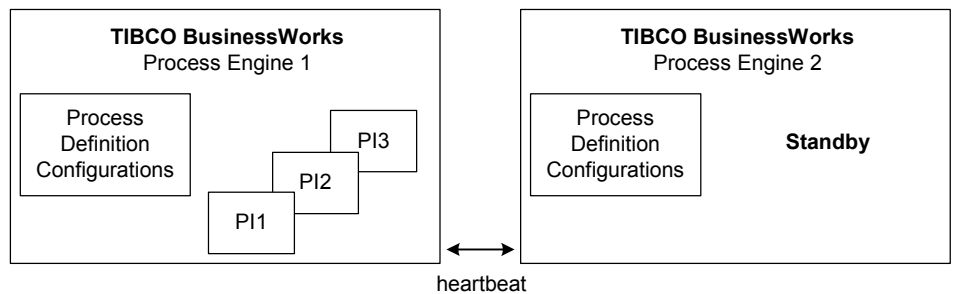 TIBCO BusinessWorks
Process Engine 1
Process
Definition
Configurations
PI3
PI2
PI1
TIBCO BusinessWorks
Process Engine 2
Process
Definition
Configurations
Standby
heartbeat